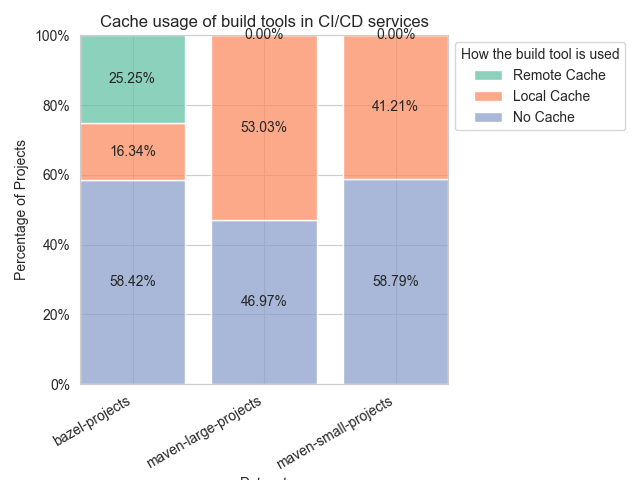 Cache usage of build tools in CI/CD services
100%
80%
60%
40%
20%
0%
Percentage of Projects
25.25%
16.34%
58.42%
0.00%
53.03%
46.97%
0.00%
41.21%
58.79%
bazel-projects
maven-large-projects
maven-small-projects
How the build tool is used
Remote Cache
Local Cache
No Cache